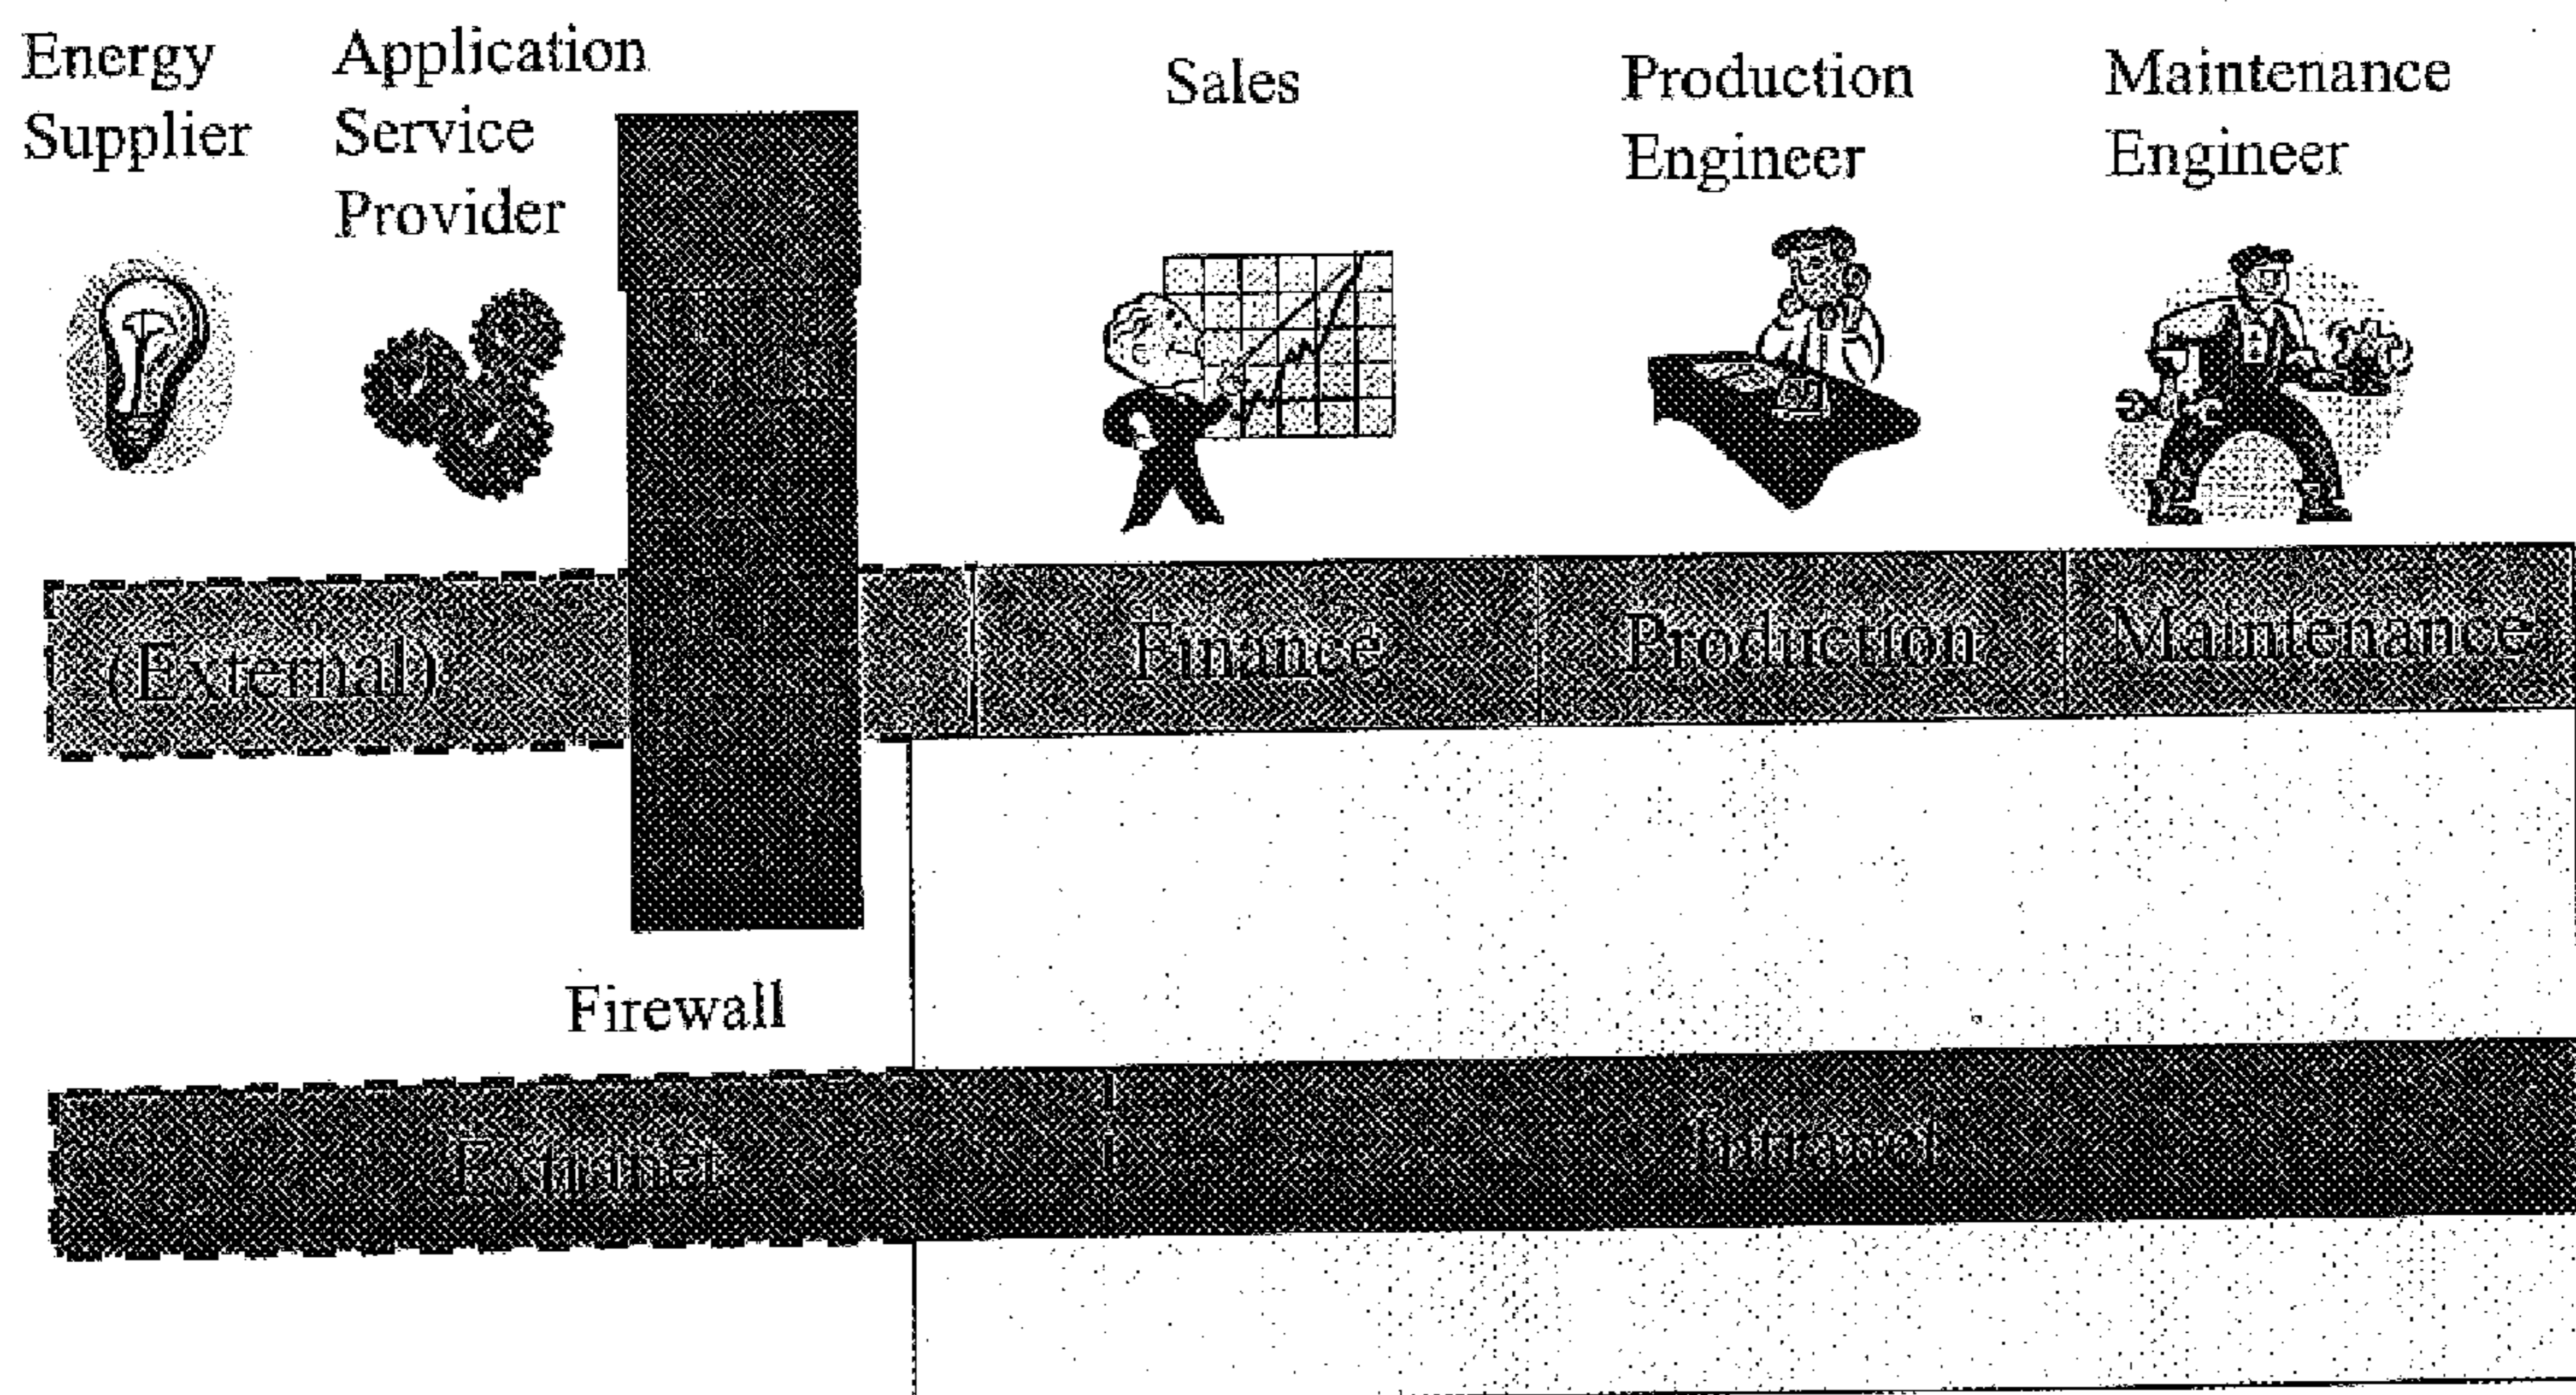 Energy
Supplier
Application
Service
Provider
Sales
Production
Engineer
Maintenance
Engineer
(External)
Finance
Production
Maintenance
Firewall
Extranet
Intranet